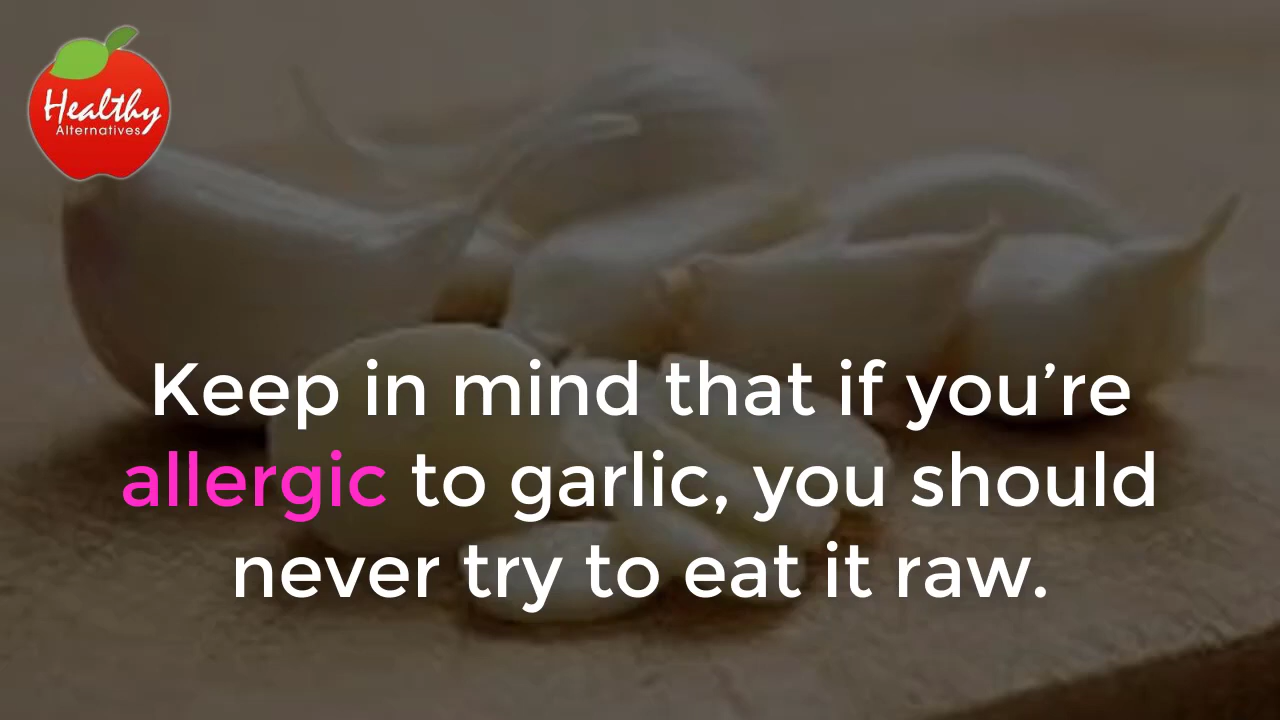 Healthy
Alternatives
Keep in mind that if you’re
allergic to garlic, you should
never try to eat it raw.